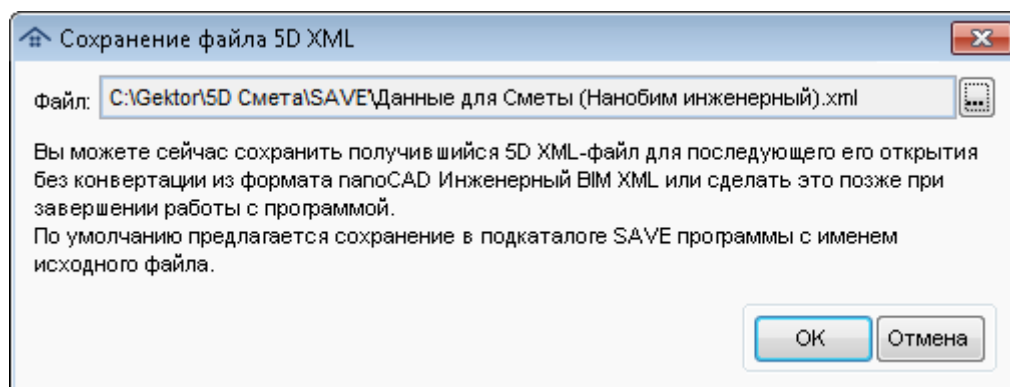 Сохранение файла 5D XML
Файл: C:\Gektor\5D Смета\SAVE\Данные для Сметы (Нанобим инженерный).xml ...
Вы можете сейчас сохранить получившийся 5D XML-файл для последующего его открытия
без конвертации из формата nanoCAD Инженерный BIM XML или сделать это позже при
завершении работы с программой.
По умолчанию предлагается сохранение в подкаталоге SAVE программы с именем
исходного файла.
OK Отмена